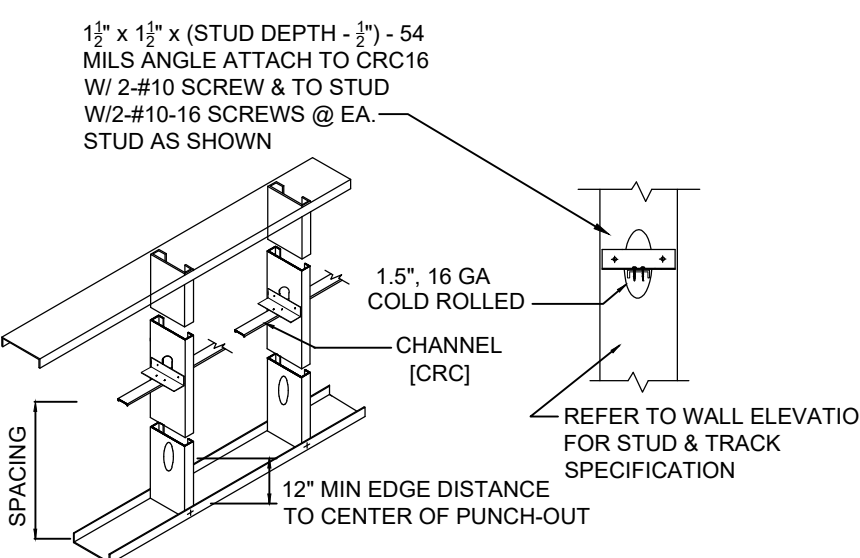 1½" x 1½" x (STUD DEPTH - ½") - 54
MILS ANGLE ATTACH TO CRC16
W/ 2-#10 SCREW & TO STUD
W/2-#10-16 SCREWS @ EA.
STUD AS SHOWN
1.5", 16 GA
COLD ROLLED
CHANNEL
[CRC]
REFER TO WALL ELEVATIO
FOR STUD & TRACK
SPECIFICATION
SPACING
12" MIN EDGE DISTANCE
TO CENTER OF PUNCH-OUT